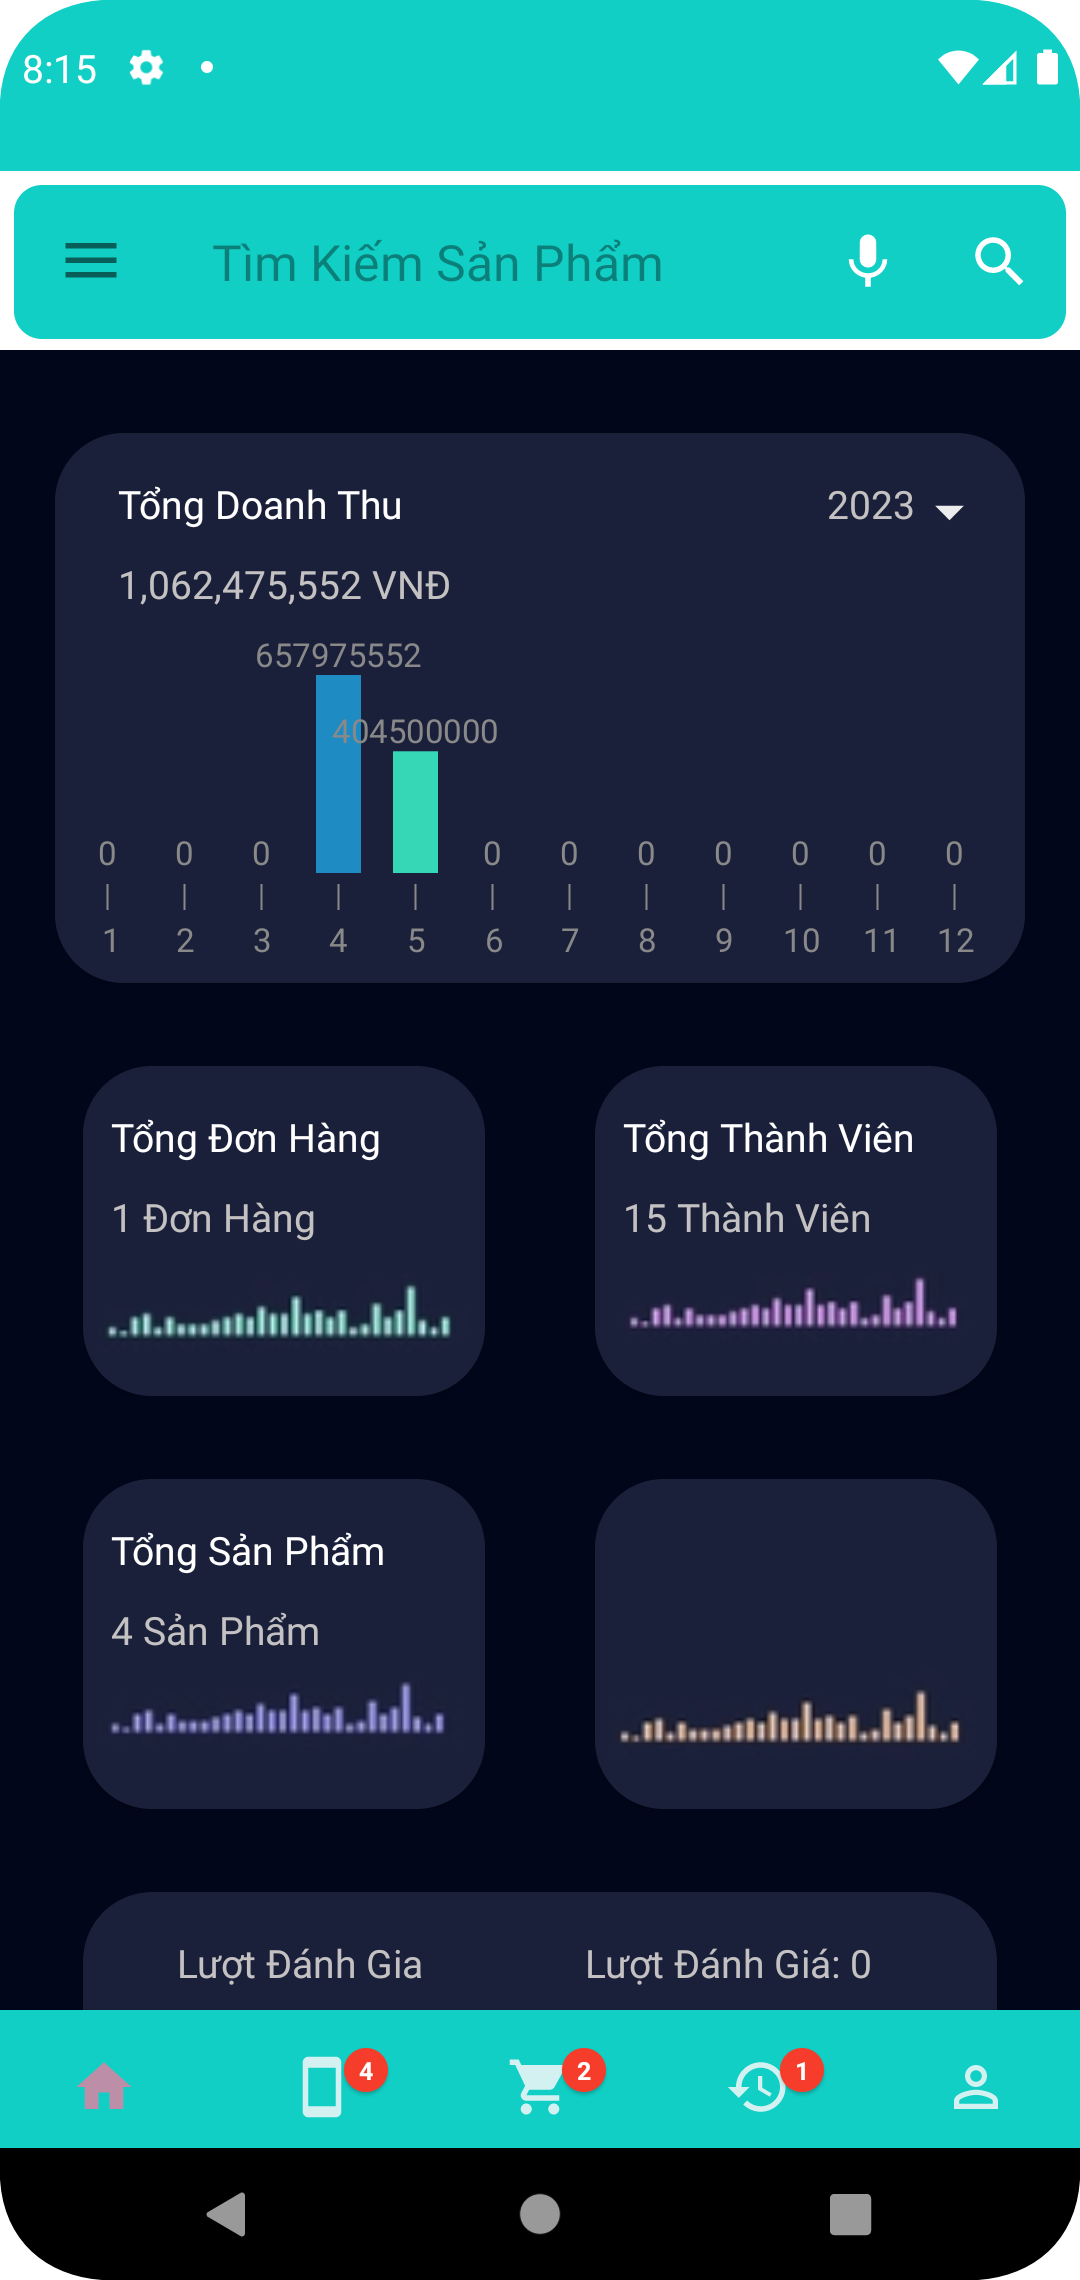 8:15
Tìm Kiếm Sản Phẩm
Tổng Doanh Thu 2023
1,062,475,552 VNĐ
657975552
404500000
0 0 0 0 0 0 0 0 0 0
1 2 3 4 5 6 7 8 9 10 11 12
Tổng Đơn Hàng
1 Đơn Hàng
Tổng Thành Viên
15 Thành Viên
Tổng Sản Phẩm
4 Sản Phẩm
Lượt Đánh Gia Lượt Đánh Giá: 0
4 2 1